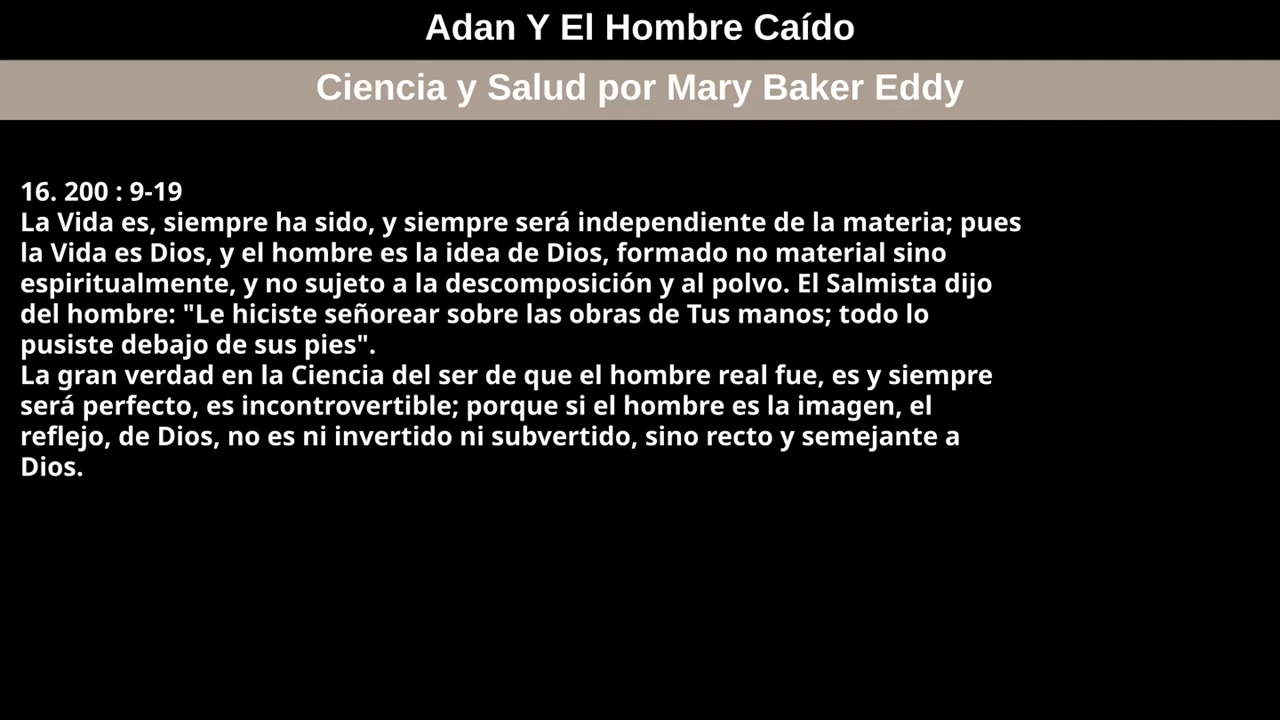 Adan Y El Hombre Caído
Ciencia y Salud por Mary Baker Eddy
16. 200 : 9-19
La Vida es, siempre ha sido, y siempre será independiente de la materia; pues
la Vida es Dios, y el hombre es la idea de Dios, formado no material sino
espiritualmente, y no sujeto a la descomposición y al polvo. El Salmista dijo
del hombre: "Le hiciste señorear sobre las obras de Tus manos; todo lo
pusiste debajo de sus pies".
La gran verdad en la Ciencia del ser de que el hombre real fue, es y siempre
será perfecto, es incontrovertible; porque si el hombre es la imagen, el
reflejo, de Dios, no es ni invertido ni subvertido, sino recto y semejante a
Dios.